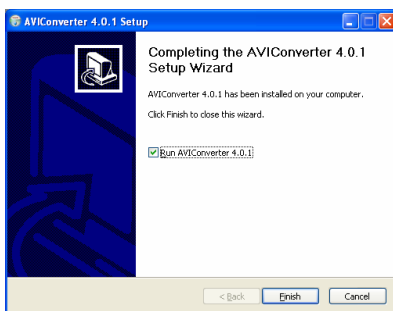 AVIConverter 4.0.1 Setup
Completing the AVIConverter 4.0.1
Setup Wizard
AVIConverter 4.0.1 has been installed on your computer.
Click Finish to close this wizard.
Run AVIConverter 4.0.1
< Back Finish Cancel